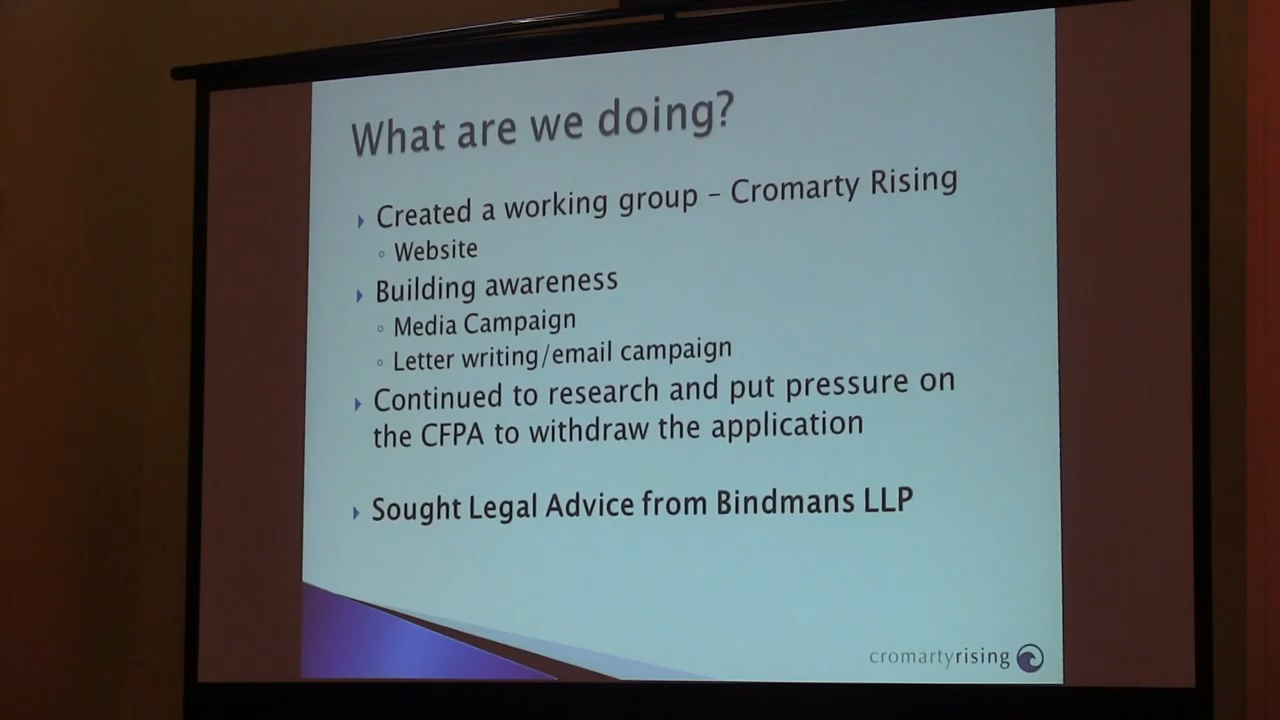 What are we doing?
Created a working group – Cromarty Rising
Website
Building awareness
Media Campaign
Letter writing/email campaign
Continued to research and put pressure on
the CFPA to withdraw the application
Sought Legal Advice from Bindmans LLP
cromartyrising